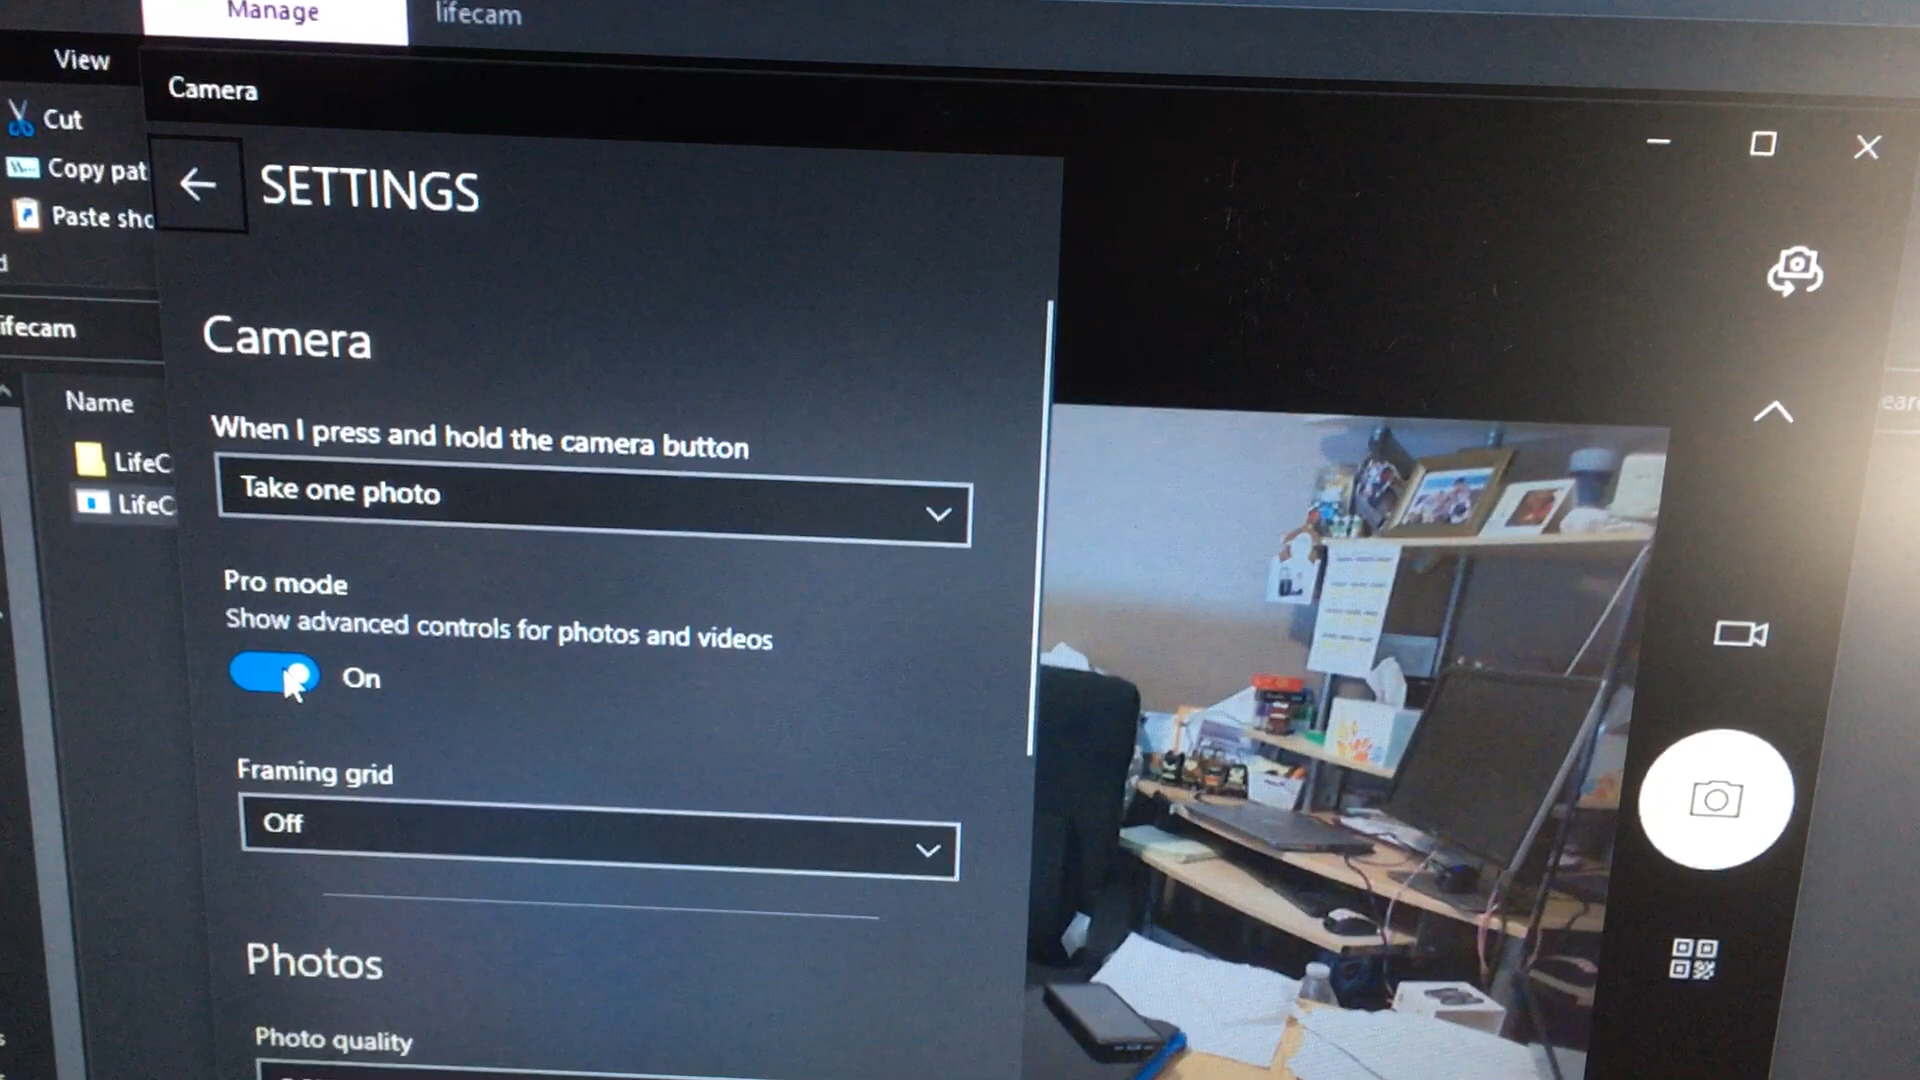 Manage
lifecam
View
Camera
Cut
Copy pat
Paste sho
SETTINGS
ifecam
Camera
Name
When I press and hold the camera button
LifeC
Take one photo
LifeC
Pro mode
Show advanced controls for photos and videos
On
Framing grid
Off
Photos
Photo quality